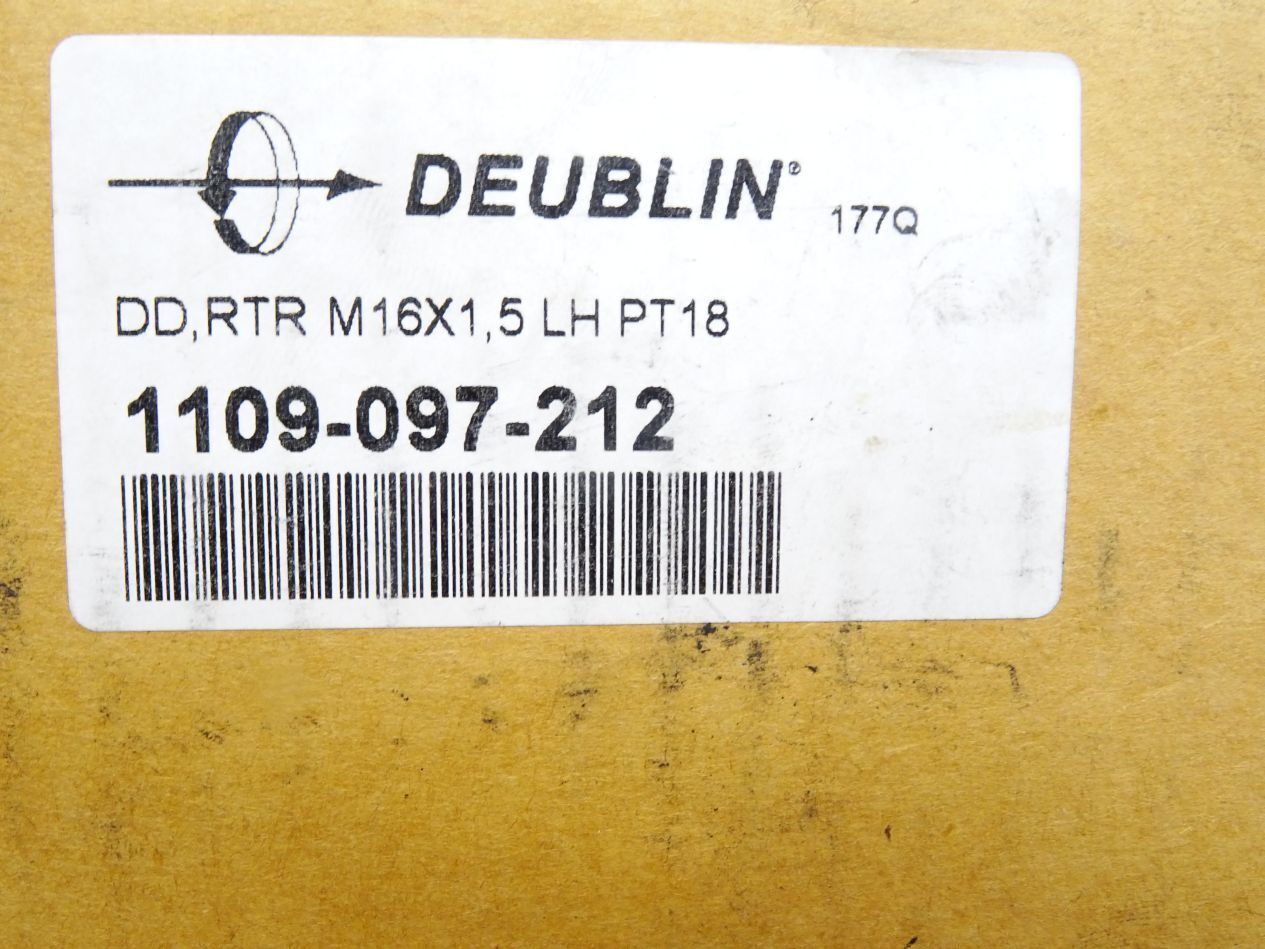 DEUBLIN® 177Q
DD,RTR M16X1,5 LH PT18
1109-097-212